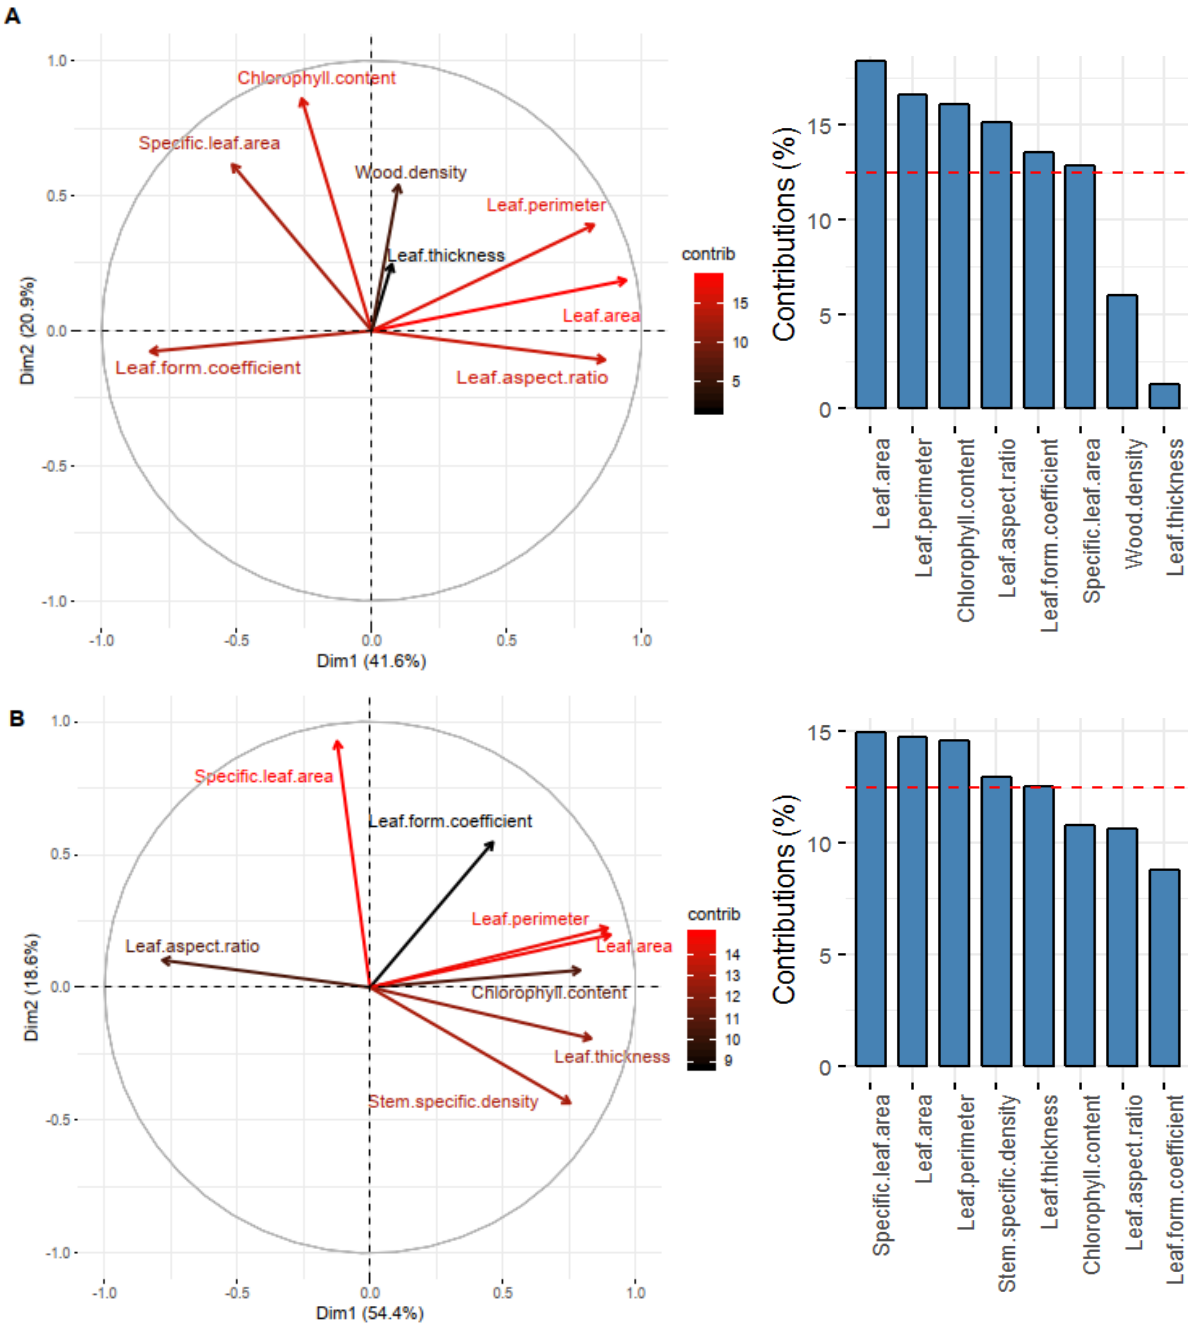 A
1.0
0.5
0.0
-0.5
-1.0
Dim2 (20.9%)
Chlorophyll.content
Specific.leaf.area
Wood.density
Leaf.perimeter
Leaf.thickness
Leaf.area
Leaf.form.coefficient
Leaf.aspect.ratio
-1.0
-0.5
0.0
0.5
1.0
Dim1 (41.6%)
contrib
15
10
5
Contributions (%)
15
10
5
0
Leaf.area
Leaf.perimeter
Chlorophyll.content
Leaf.aspect.ratio
Leaf.form.coefficient
Specific.leaf.area
Wood.density
Leaf.thickness
B
1.0
0.5
0.0
-0.5
-1.0
Dim2 (18.6%)
Specific.leaf.area
Leaf.form.coefficient
Leaf.perimeter
Leaf.area
Leaf.aspect.ratio
Chlorophyll.content
Leaf.thickness
Stem.specific.density
-1.0
-0.5
0.0
0.5
1.0
Dim1 (54.4%)
contrib
14
13
12
11
10
9
Contributions (%)
15
10
5
0
Specific.leaf.area
Leaf.area
Leaf.perimeter
Stem.specific.density
Leaf.thickness
Chlorophyll.content
Leaf.aspect.ratio
Leaf.form.coefficient